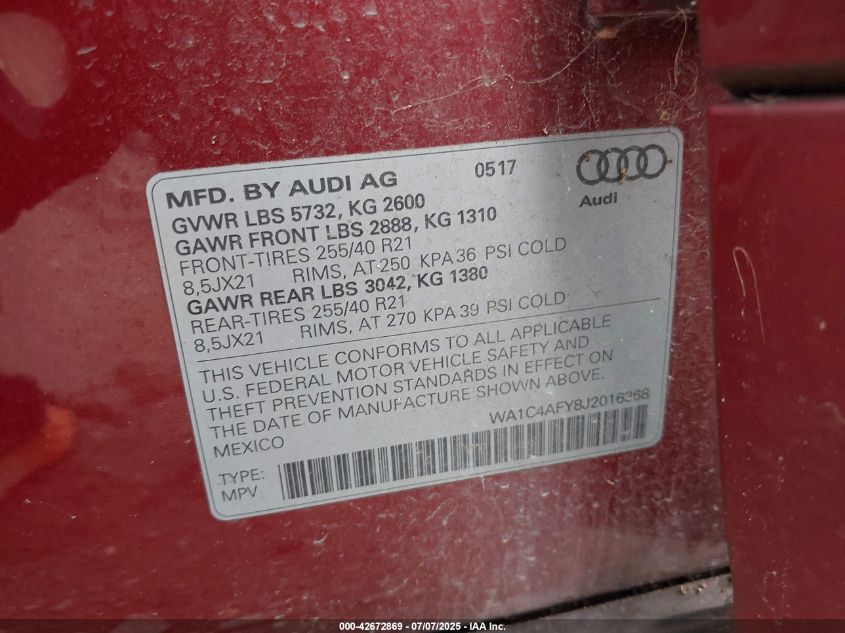 MFD. BY AUDI AG 0517
Audi
GVWR LBS 5732, KG 2600
GAWR FRONT LBS 2888, KG 1310
FRONT-TIRES 255/40 R21
8,5JX21 RIMS, AT 250 KPA 36 PSI COLD
GAWR REAR LBS 3042, KG 1380
REAR-TIRES 255/40 R21
8,5JX21 RIMS, AT 270 KPA 39 PSI COLD
THIS VEHICLE CONFORMS TO ALL APPLICABLE
U.S. FEDERAL MOTOR VEHICLE SAFETY AND
THEFT PREVENTION STANDARDS IN EFFECT ON
THE DATE OF MANUFACTURE SHOWN ABOVE.
MEXICO WA1C4AFY8J2016368
TYPE:
MPV
000-42672869 - 07/07/2025 - IAA Inc.